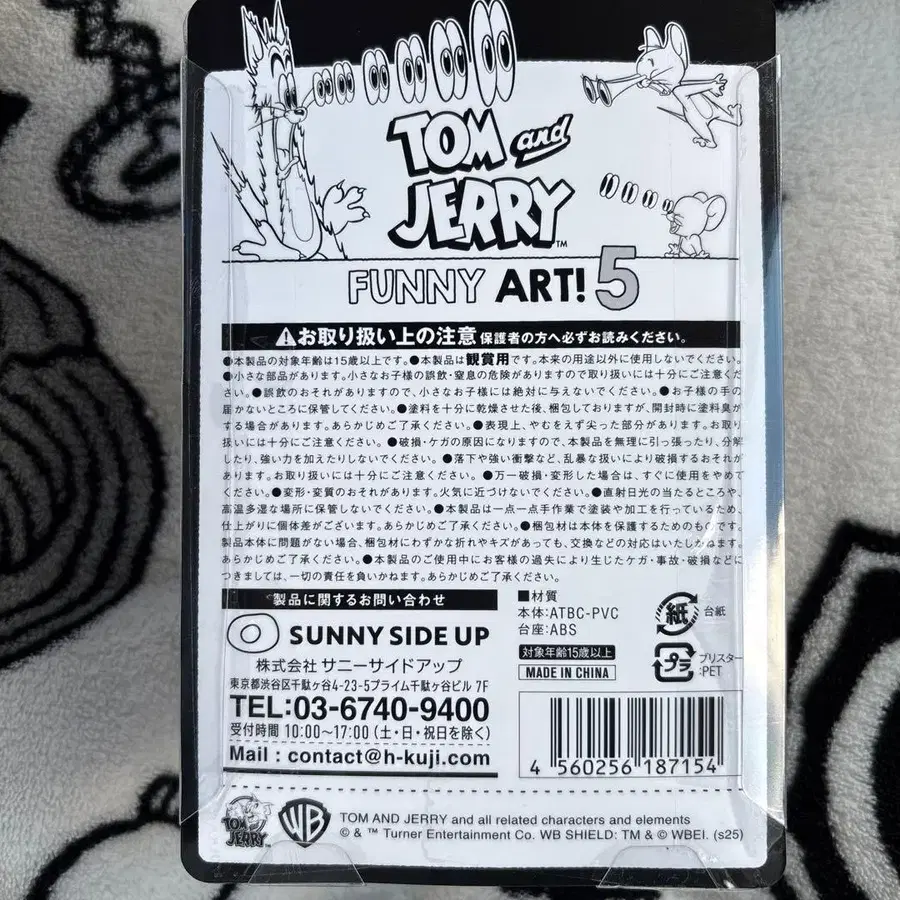 TOM and
JERRY™
FUNNY ART! 5
お取り扱い上の注意 保護者の方へ必ずお読みください。
●本製品の対象年齢は15歳以上です。●本製品は観賞用です。本来の用途以外に使用しないでください。
●小さな部品があります。小さなお子様の誤飲・窒息の危険がありますので取り扱いには十分にご注意くだ
さい。●誤飲のおそれがありますので、小さなお子様には絶対に与えないでください。●お子様の手の
届かないところに保管してください。●塗料を十分に乾燥させた後、梱包しておりますが、開封時に塗料臭が
する場合があります。あらかじめご了承ください。●表現上、やむをえず尖った部分があります。お取り
扱いには十分にご注意ください。●破損・ケガの原因になりますので、本製品を無理に引っ張ったり、分解
したり、強い力を加えたりしないでください。●落下や強い衝撃など、乱暴な扱いにより破損するおそれが
あります。お取り扱いには十分にご注意ください。●万一破損・変形した場合は、すぐに使用をやめて
ください。●変形・変質のおそれがあります。火気に近づけないでください。●直射日光の当たるところや、
高温多湿な場所に保管しないでください。●本製品は一点一点手作業で塗装や加工を行っているため、
仕上がりに個体差がございます。あらかじめご了承ください。●梱包材は本体を保護するためのものです。
製品本体に問題がない場合、梱包材にわずかな折れやキズがあっても、交換などの対応はいたしかねます。
あらかじめご了承ください。●本製品のご使用中にお客様の過失により生じたケガ・事故・破損などに
つきましては、一切の責任を負いかねます。あらかじめご了承ください。
製品に関するお問い合わせ
SUNNY SIDE UP
株式会社 サニーサイドアップ
東京都渋谷区千駄ヶ谷4-23-5プライム千駄ヶ谷ビル 7F
TEL:03-6740-9400
受付時間 10:00〜17:00(土・日・祝日を除く)
Mail : contact@h-kuji.com
■材質
本体:ATBC-PVC
台座:ABS
対象年齢15歳以上
MADE IN CHINA
紙 台紙
プラ ブリスター
:PET
4 560256 187154
TOM and JERRY™
WB
TOM AND JERRY and all related characters and elements
© & ™ Turner Entertainment Co. WB SHIELD: TM & © WBEI. (s25)